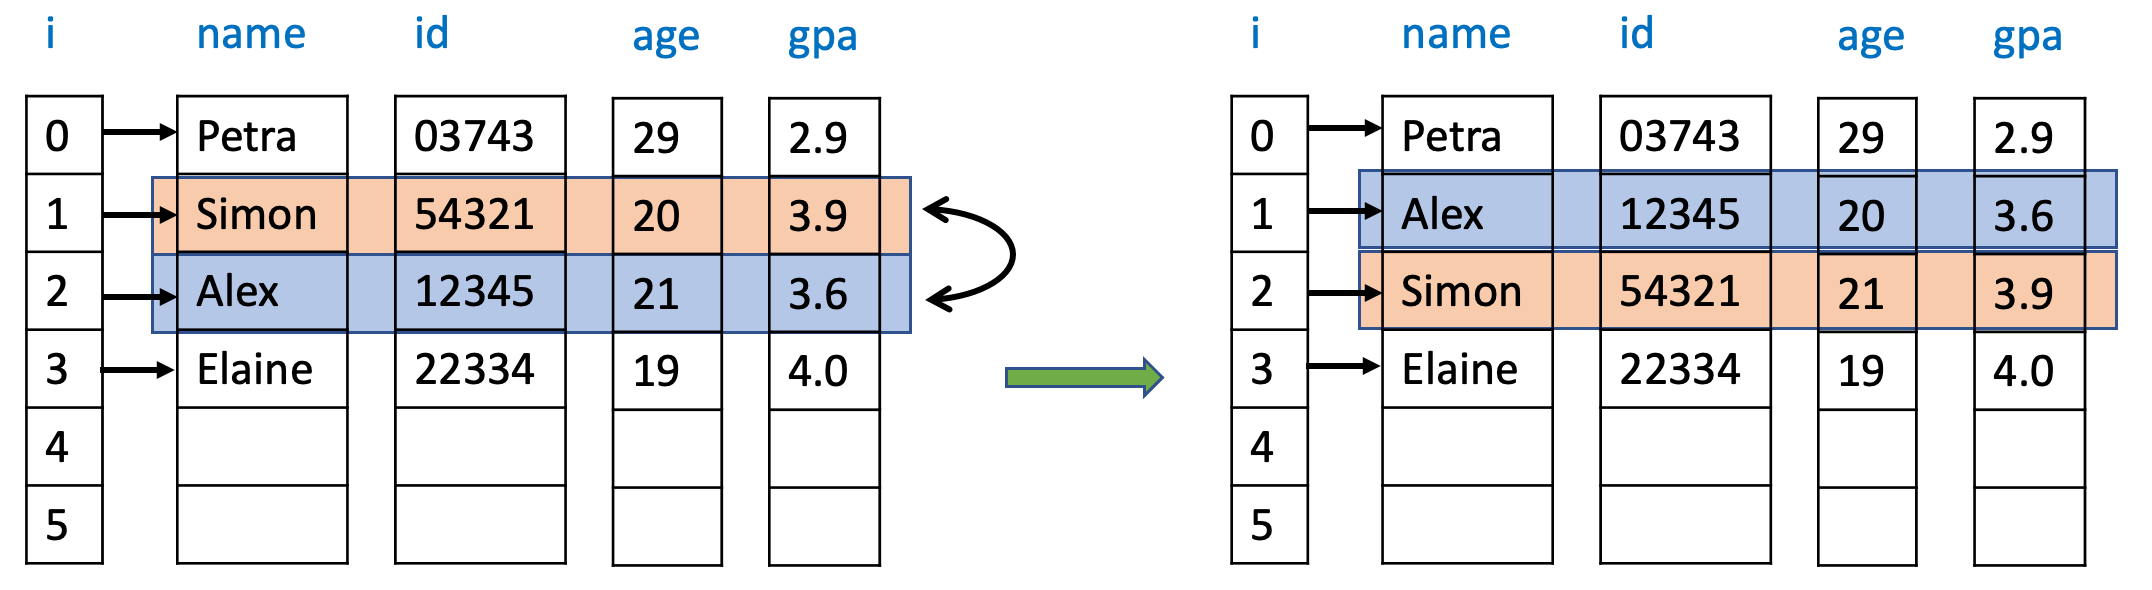 i name id age gpa
0 Petra 03743 29 2.9
1 Simon 54321 20 3.9
2 Alex 12345 21 3.6
3 Elaine 22334 19 4.0
4
5
i name id age gpa
0 Petra 03743 29 2.9
1 Alex 12345 20 3.6
2 Simon 54321 21 3.9
3 Elaine 22334 19 4.0
4
5